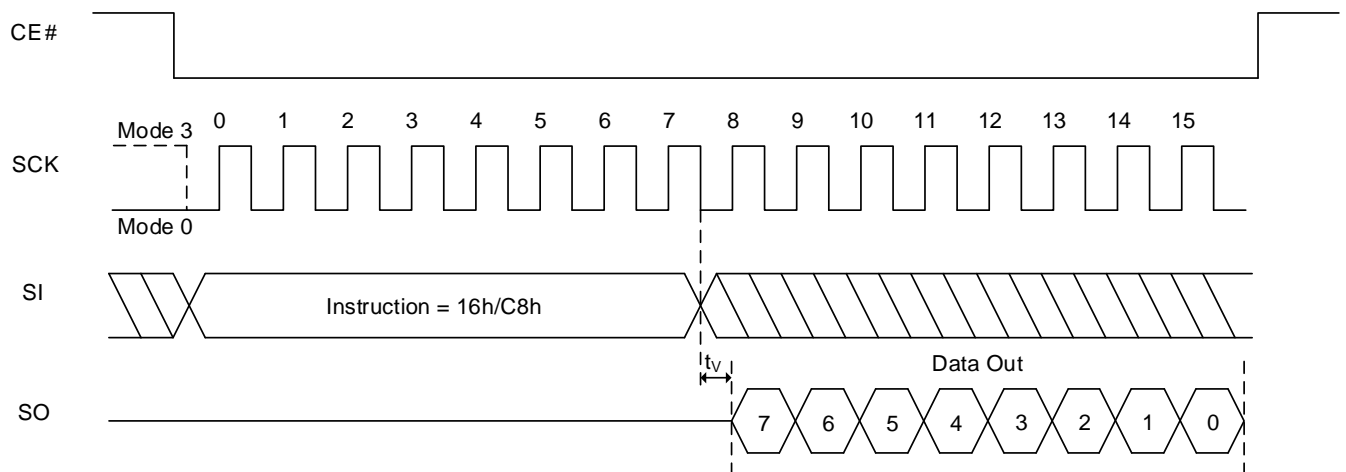 CE#
Mode 3
0 1 2 3 4 5 6 7 8 9 10 11 12 13 14 15
SCK
Mode 0
SI
Instruction = 16h/C8h
tV
Data Out
SO
7 6 5 4 3 2 1 0